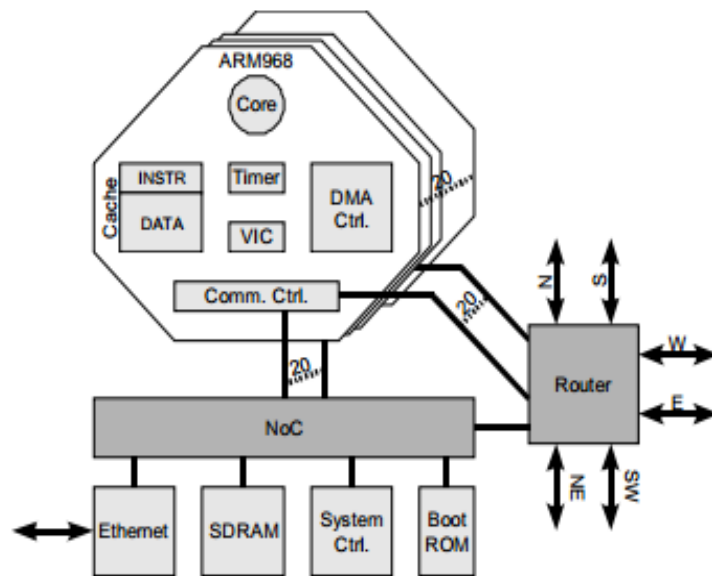 ARM968
Core
Cache
INSTR
DATA
Timer
VIC
DMA
Ctrl.
20
Comm. Ctrl.
20
20
N
S
W
E
Router
NE
SW
NoC
Ethernet
SDRAM
System
Ctrl.
Boot
ROM